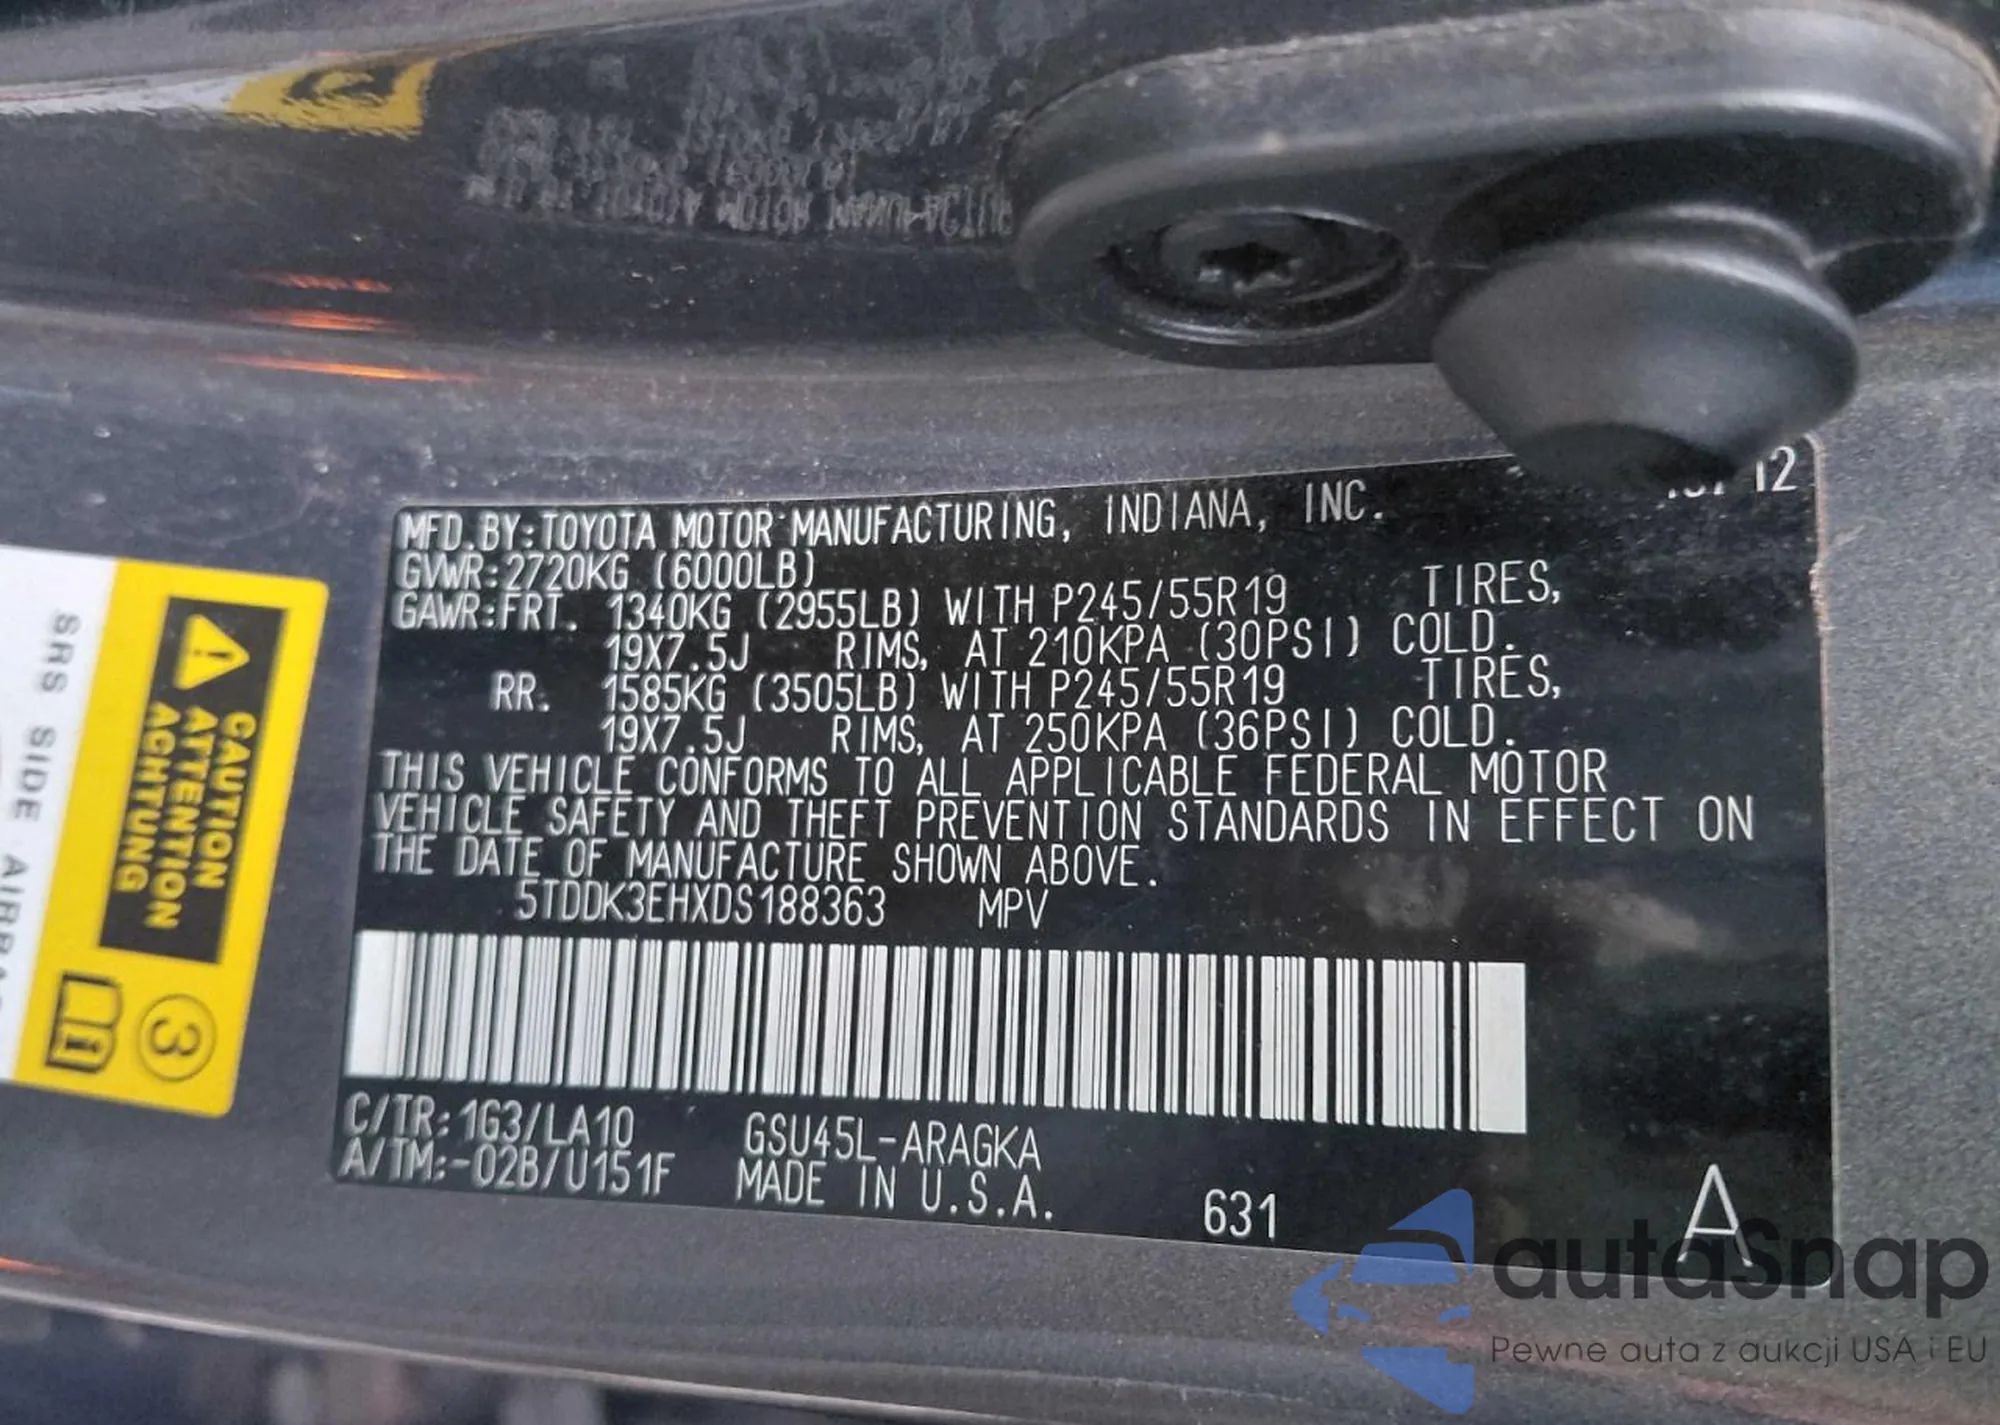 12
MFD.BY:TOYOTA MOTOR MANUFACTURING, INDIANA, INC.
GVWR:2720KG (6000LB)
GAWR:FRT. 1340KG (2955LB) WITH P245/55R19 TIRES,
19X7.5J RIMS, AT 210KPA (30PSI) COLD.
RR. 1585KG (3505LB) WITH P245/55R19 TIRES,
19X7.5J RIMS, AT 250KPA (36PSI) COLD.
THIS VEHICLE CONFORMS TO ALL APPLICABLE FEDERAL MOTOR
VEHICLE SAFETY AND THEFT PREVENTION STANDARDS IN EFFECT ON
THE DATE OF MANUFACTURE SHOWN ABOVE.
5TDDK3EHXDS188363 MPV
C/TR:1G3/LA10 GSU45L-ARAGKA
A/TM:-02B/U151F MADE IN U.S.A.
631 A
CAUTION
ATTENTION
ACHTUNG
3
SRS SIDE
autoSnap
Pewne auta z aukcji USA i EU